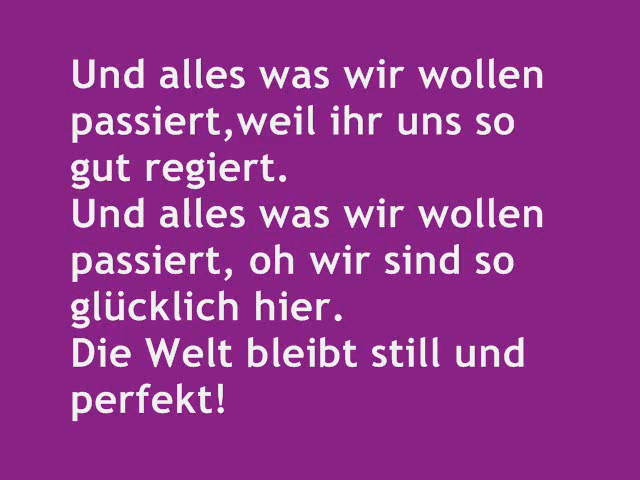 Und alles was wir wollen
passiert,weil ihr uns so
gut regiert.
Und alles was wir wollen
passiert, oh wir sind so
glücklich hier.
Die Welt bleibt still und
perfekt!